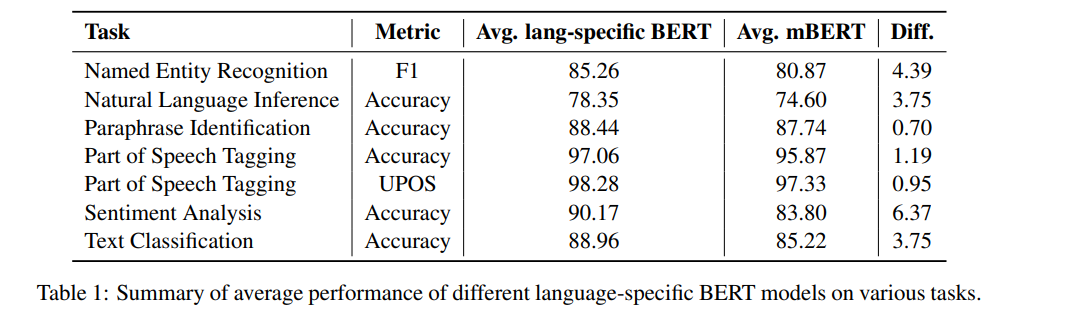 Task Metric Avg. lang-specific BERT Avg. mBERT Diff.
Named Entity Recognition F1 85.26 80.87 4.39
Natural Language Inference Accuracy 78.35 74.60 3.75
Paraphrase Identification Accuracy 88.44 87.74 0.70
Part of Speech Tagging Accuracy 97.06 95.87 1.19
Part of Speech Tagging UPOS 98.28 97.33 0.95
Sentiment Analysis Accuracy 90.17 83.80 6.37
Text Classification Accuracy 88.96 85.22 3.75
Table 1: Summary of average performance of different language-specific BERT models on various tasks.